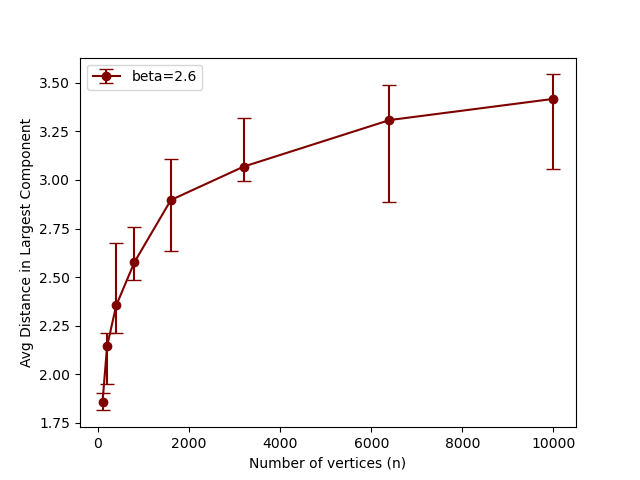 beta=2.6
Avg Distance in Largest Component
3.50
3.25
3.00
2.75
2.50
2.25
2.00
1.75
0 2000 4000 6000 8000 10000
Number of vertices (n)